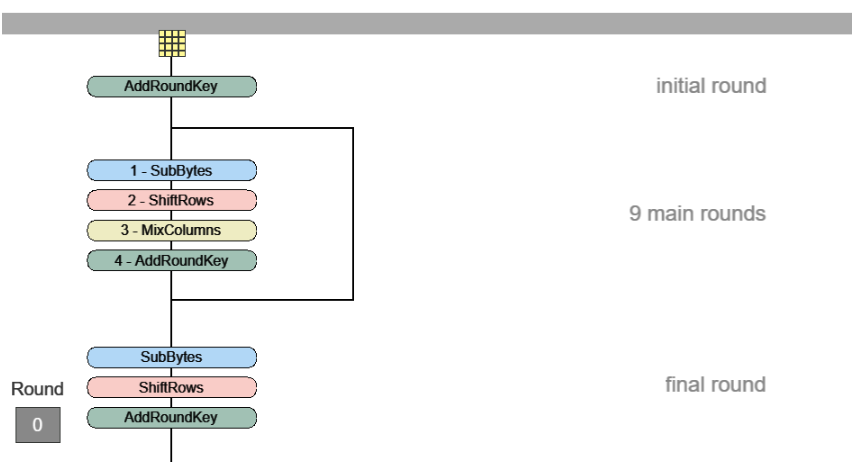 AddRoundKey
initial round
1 - SubBytes
2 - ShiftRows
3 - MixColumns
4 - AddRoundKey
9 main rounds
SubBytes
ShiftRows
AddRoundKey
final round
Round
0